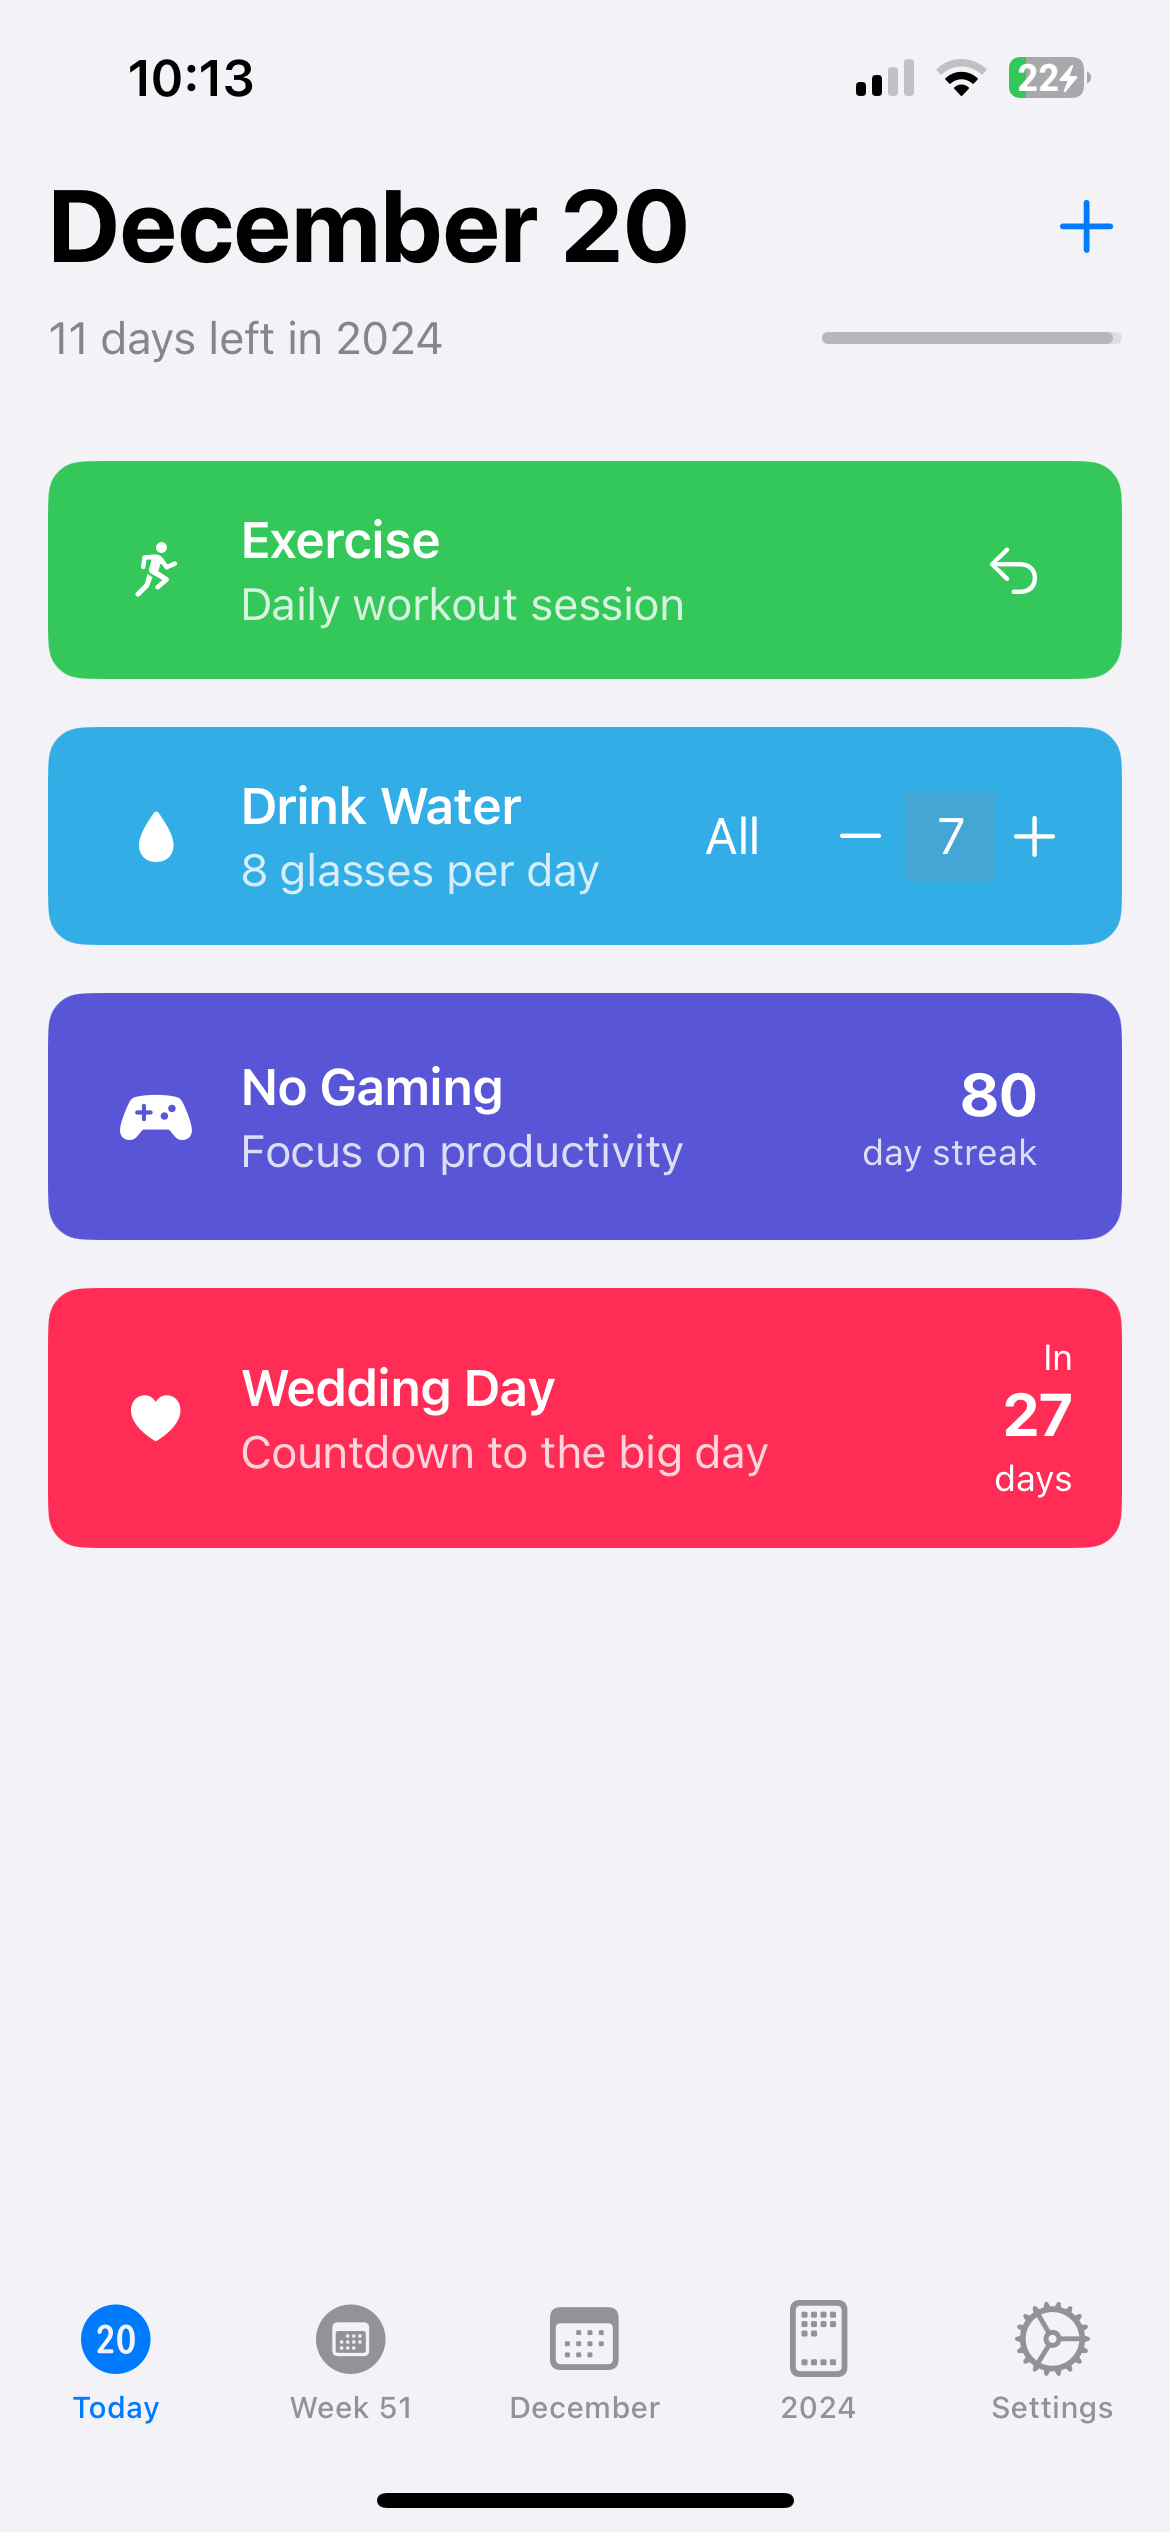 10:13
22
December 20
11 days left in 2024
Exercise
Daily workout session
Drink Water
8 glasses per day
All
7
No Gaming
Focus on productivity
80
day streak
Wedding Day
Countdown to the big day
In
27
days
20
Today
Week 51
December
2024
Settings